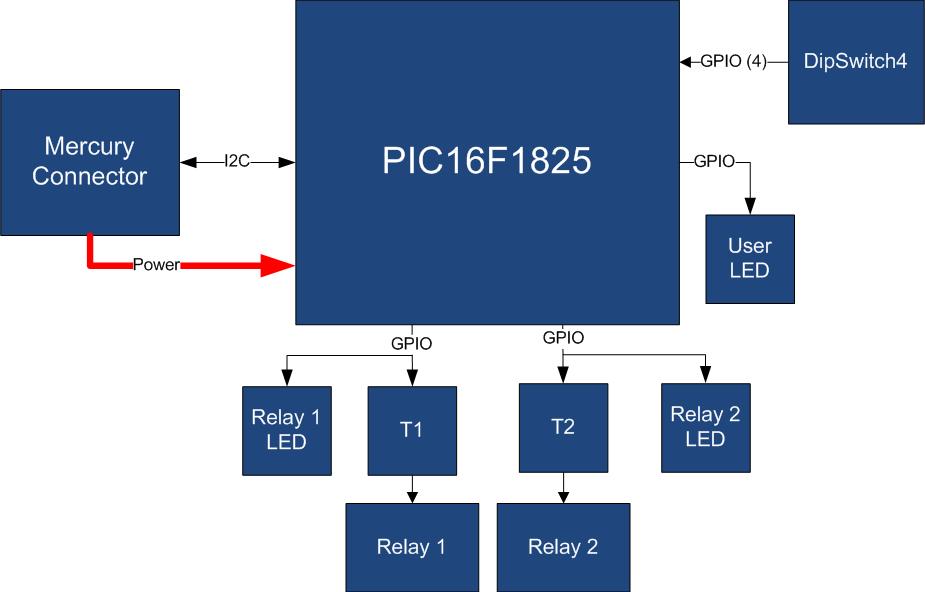 GPIO (4)
DipSwitch4
Mercury
Connector
I2C
PIC16F1825
GPIO
User
LED
Power
GPIO
GPIO
Relay 1
LED
T1
T2
Relay 2
LED
Relay 1
Relay 2